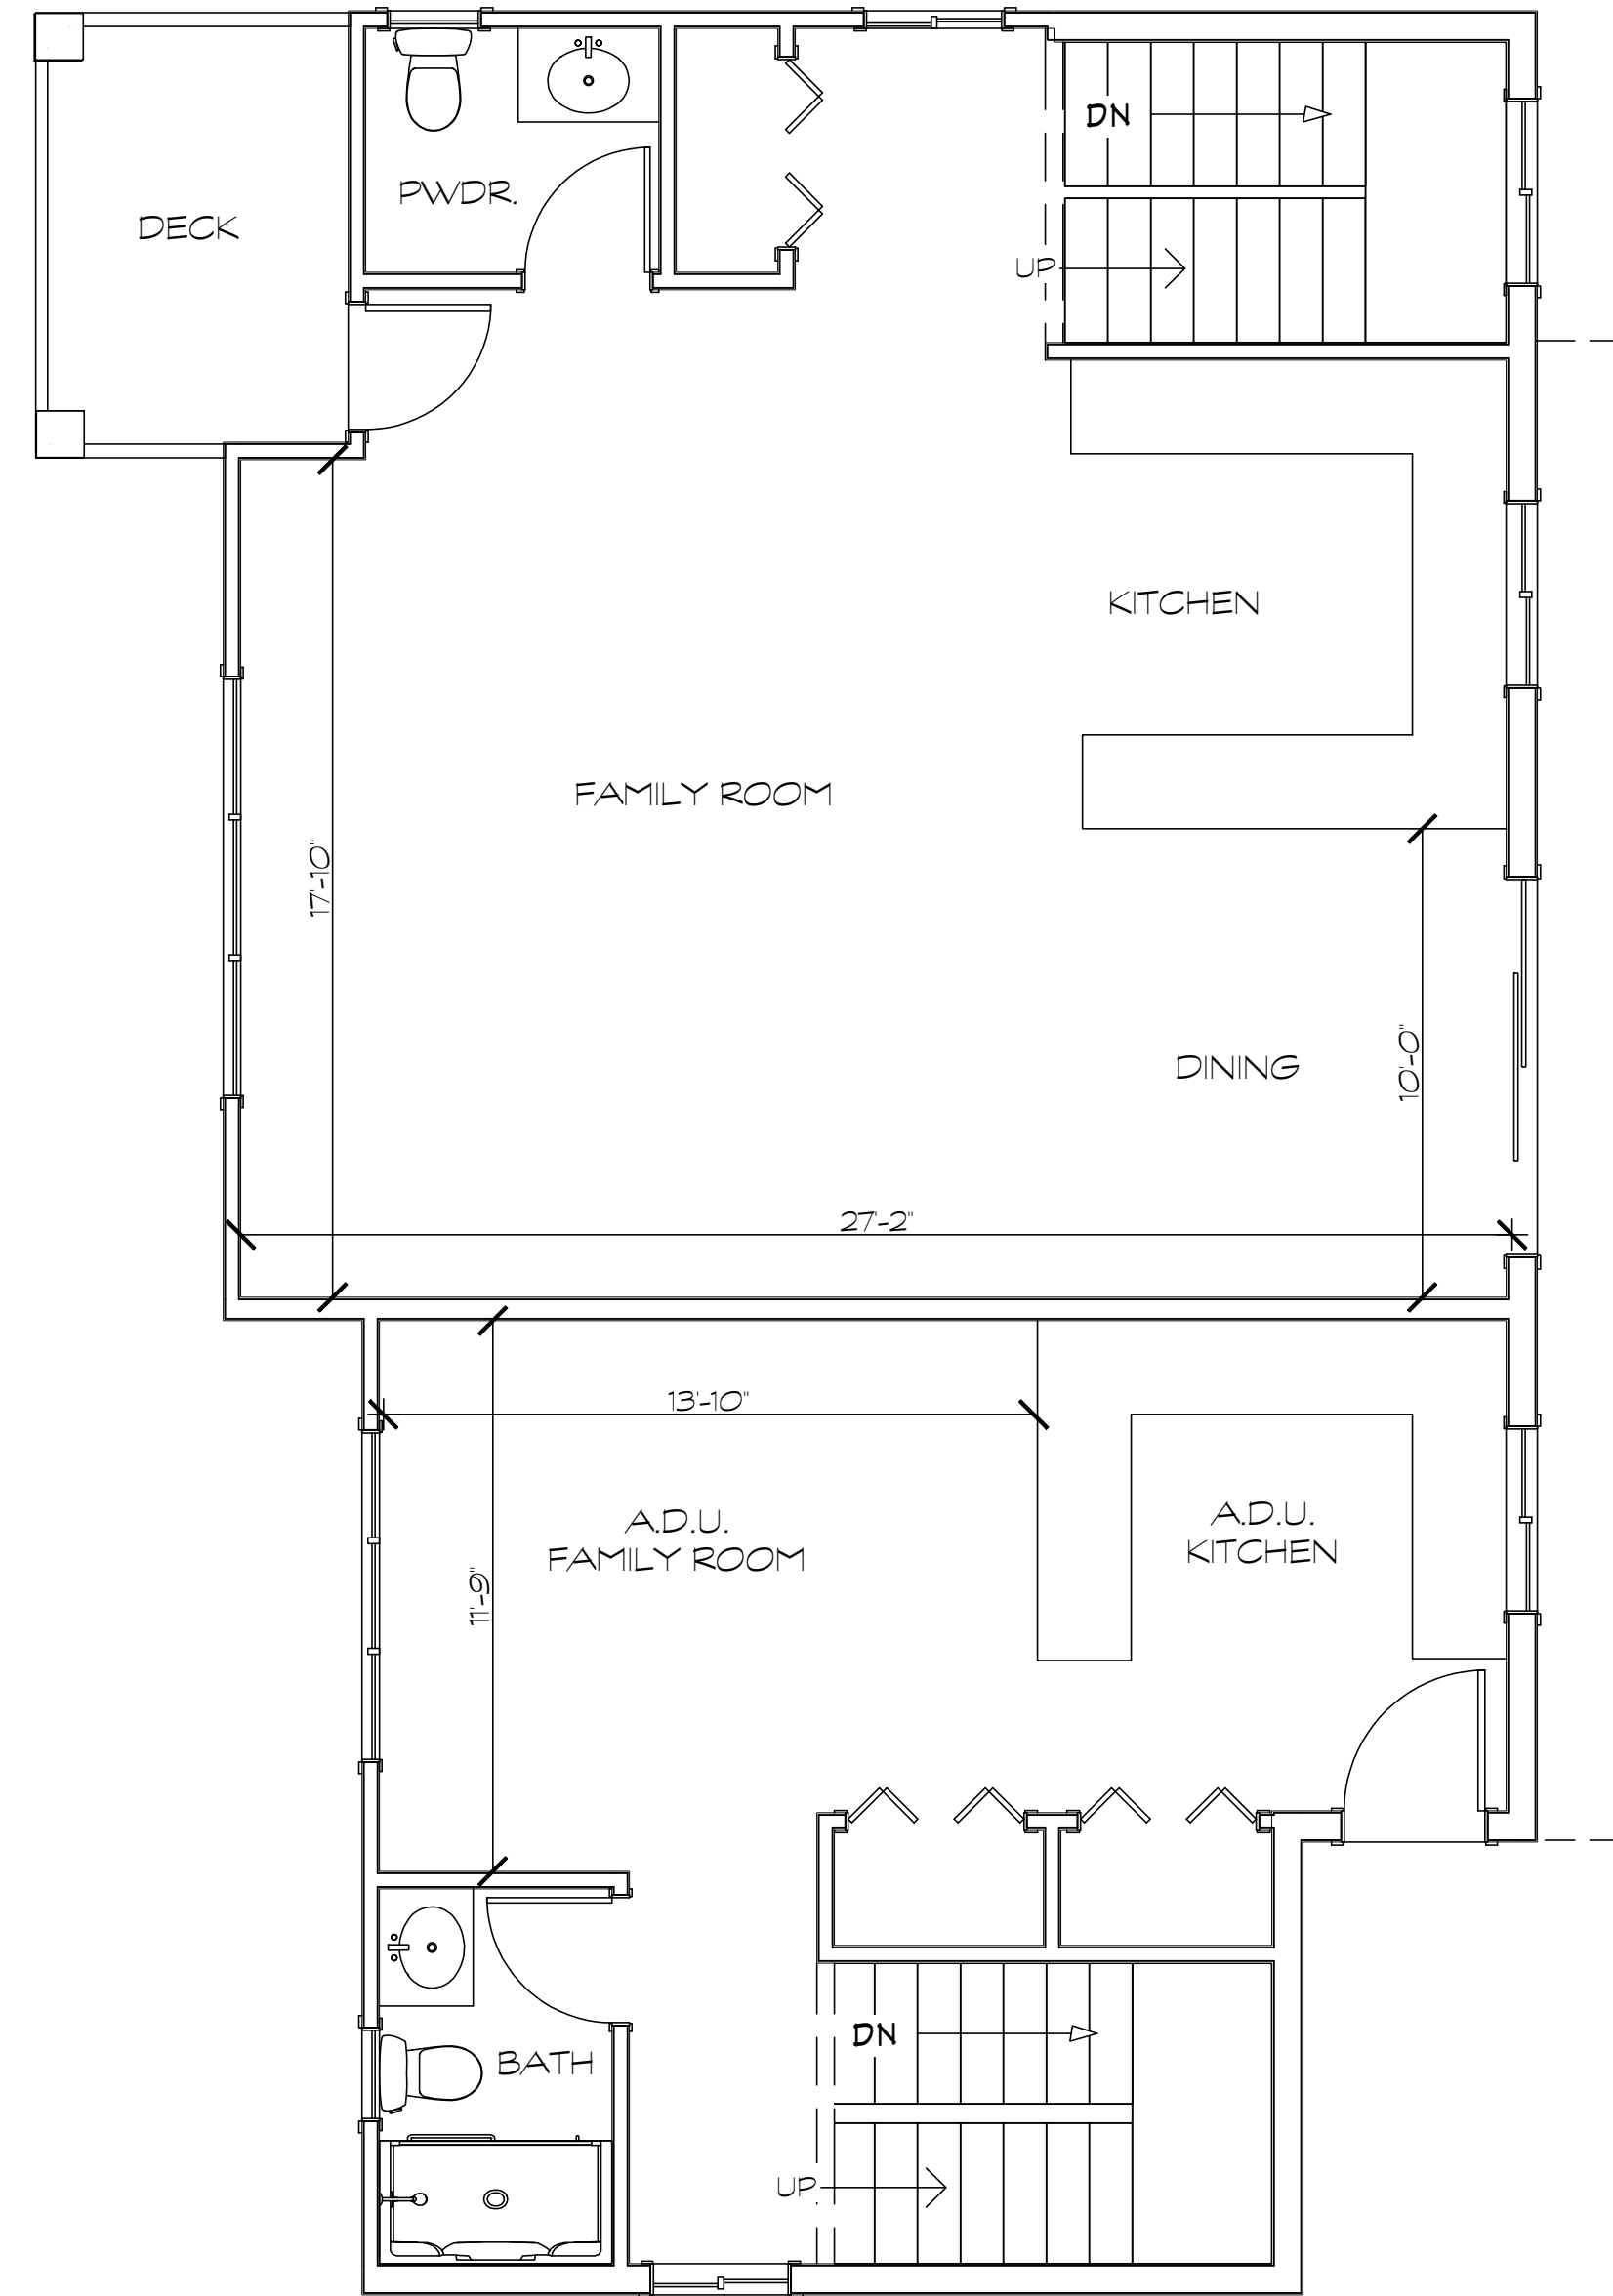 DN
PWDR.
DECK
UP
KITCHEN
FAMILY ROOM
17'-10"
DINING
10'-0"
27'-2"
13'-10"
A.D.U.
FAMILY ROOM
A.D.U.
KITCHEN
11'-9"
DN
BATH
UP